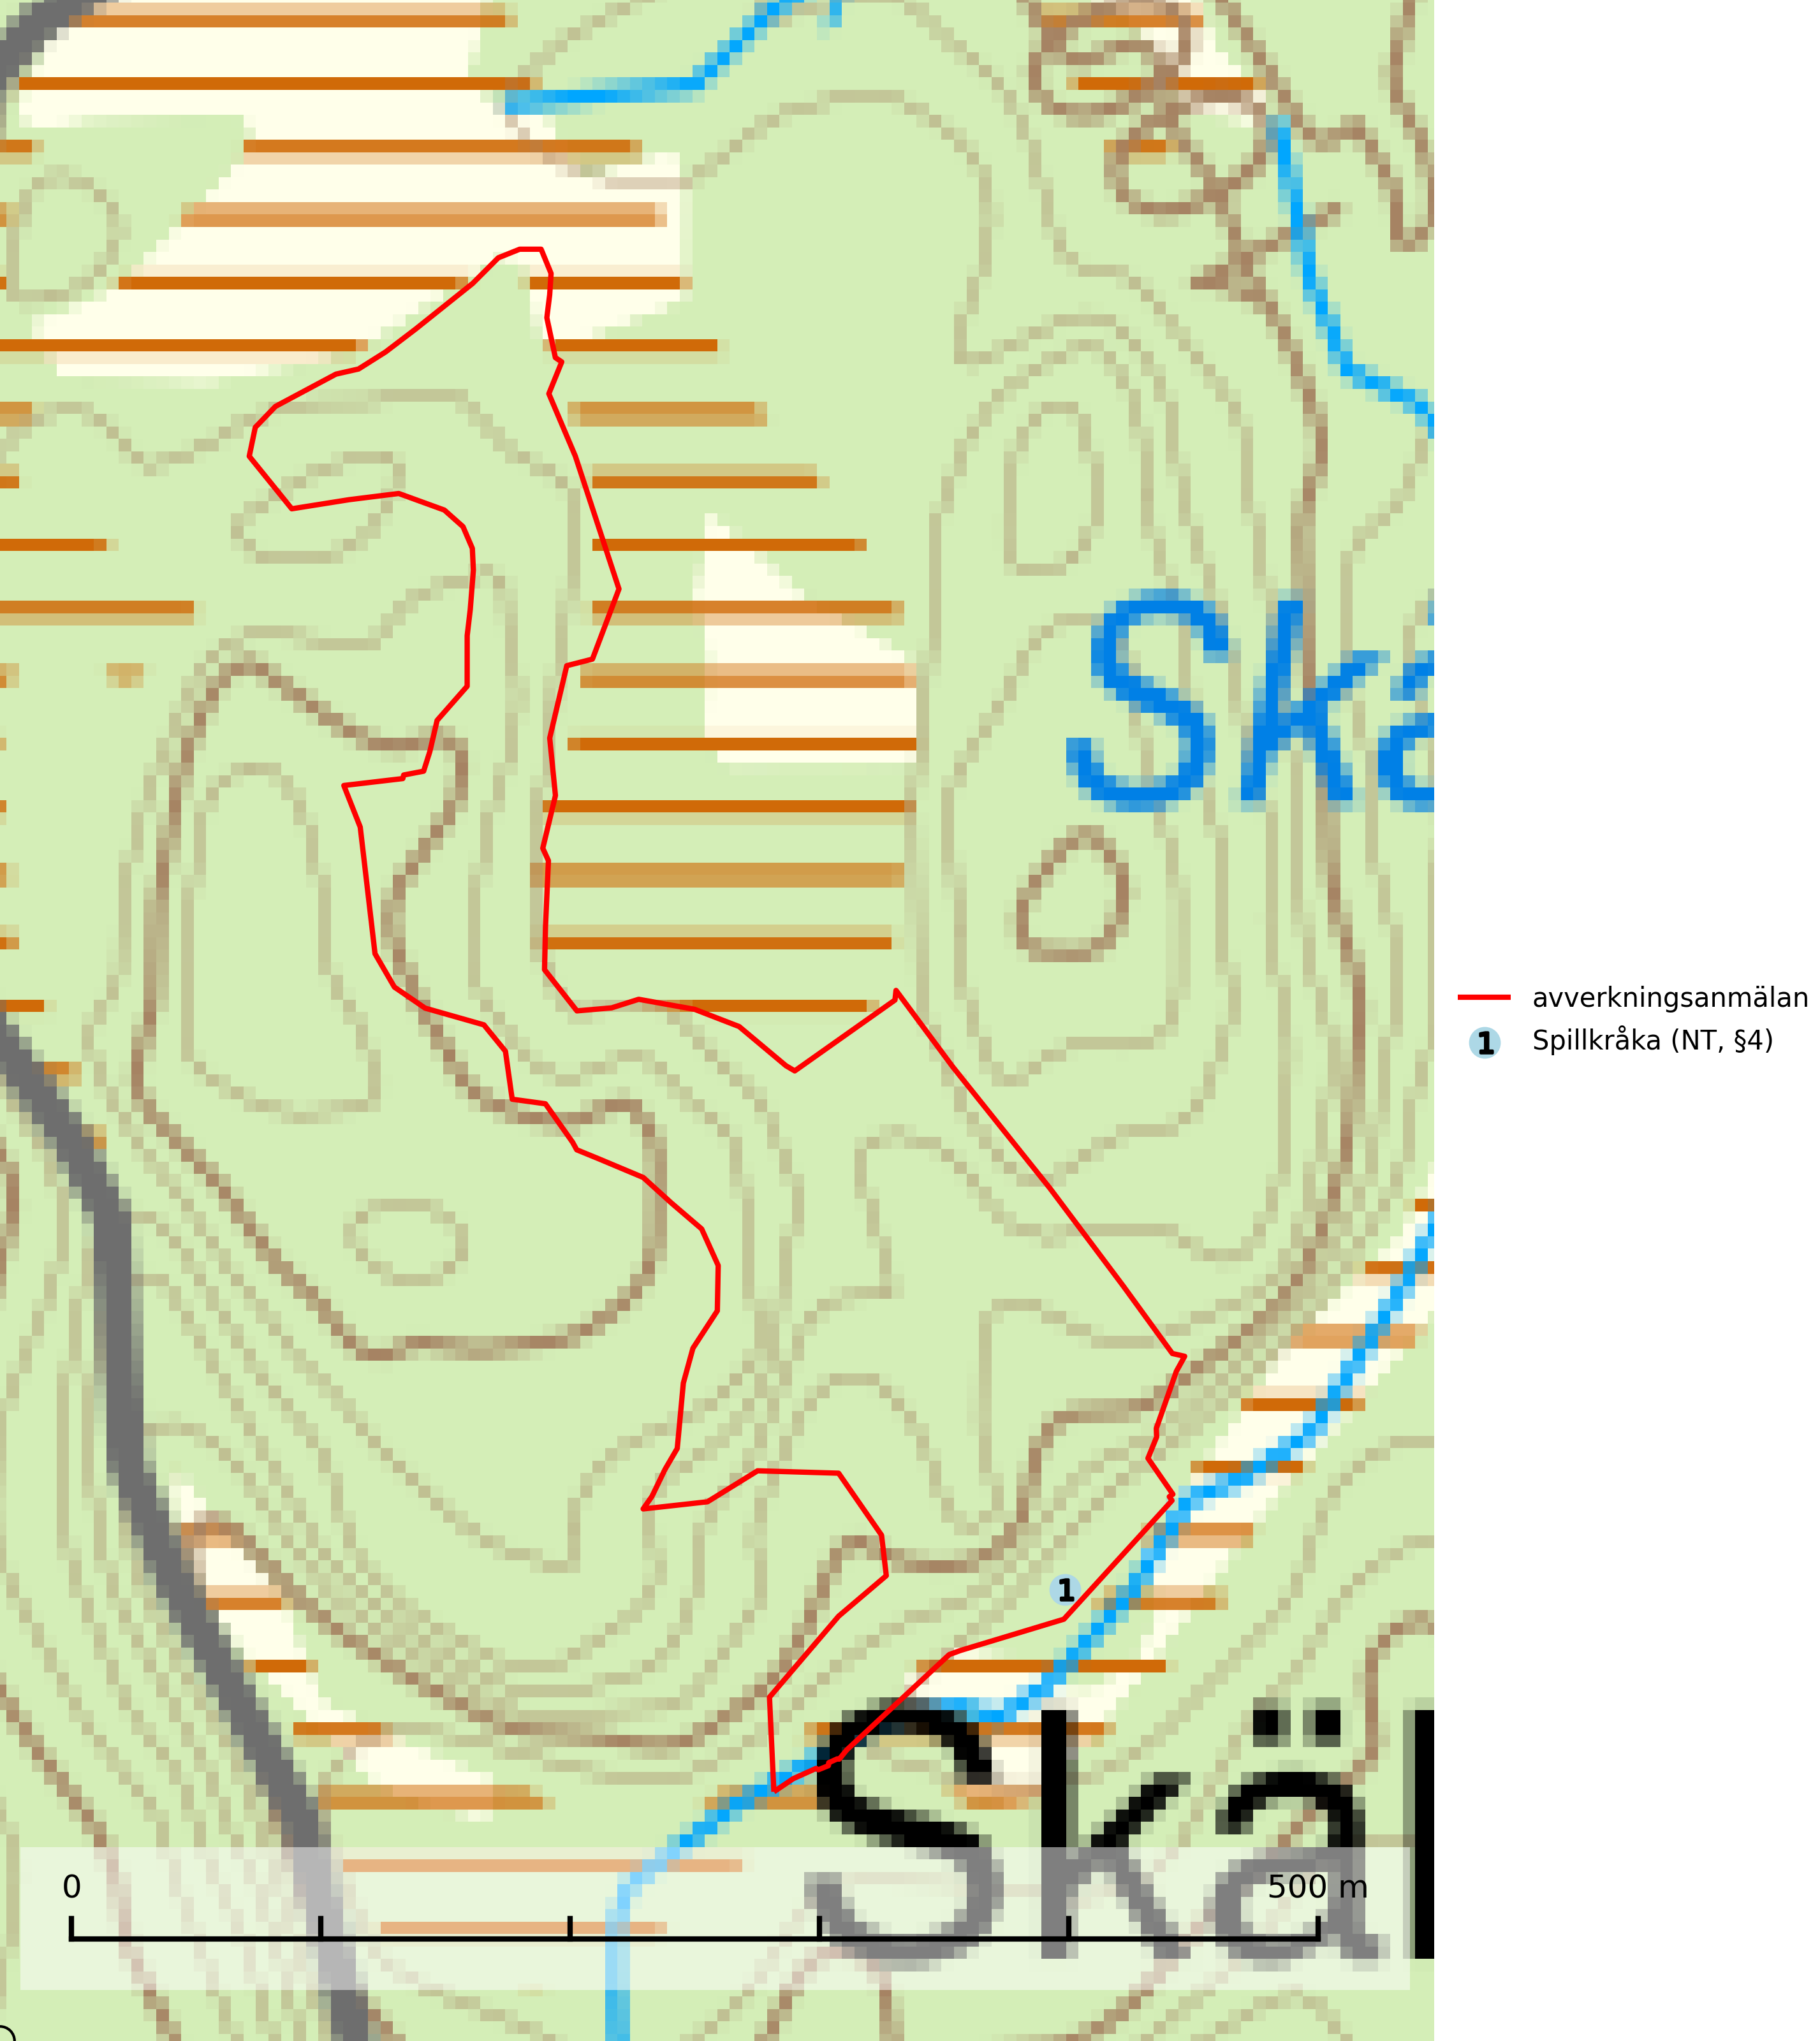 Skä
avverkningsanmälan
1 Spillkråka (NT, §4)
1
Skäl
0 500 m